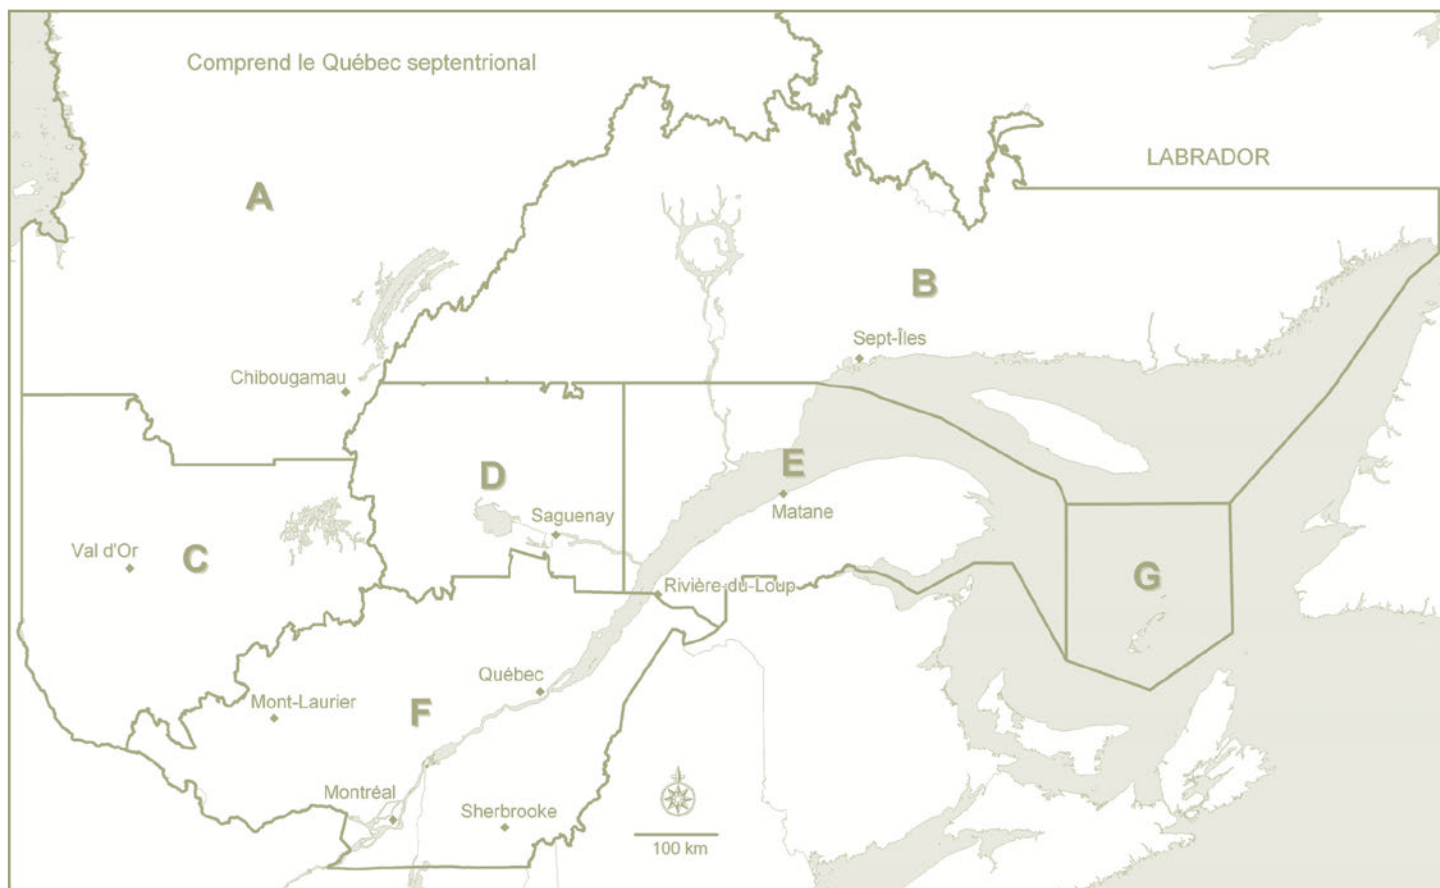 Comprend le Québec septentrional
LABRADOR
A
B
Sept-Îles
Chibougamau
D
E
Saguenay
Matane
Val d'Or
C
G
Rivière-du-Loup
Québec
Mont-Laurier
F
Montréal
Sherbrooke
100 km